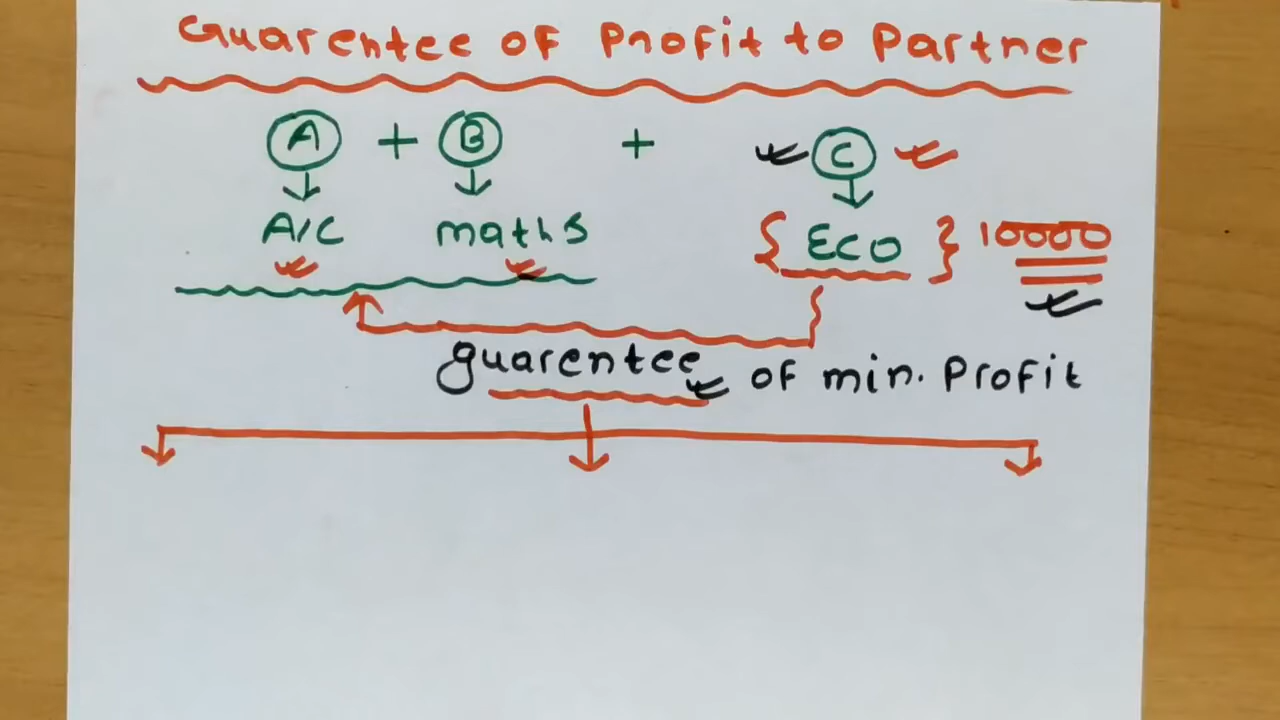 Guarentee of Profit to Partner
A + B + C
A/C maths { ECO } 10000
guarentee of min. Profit